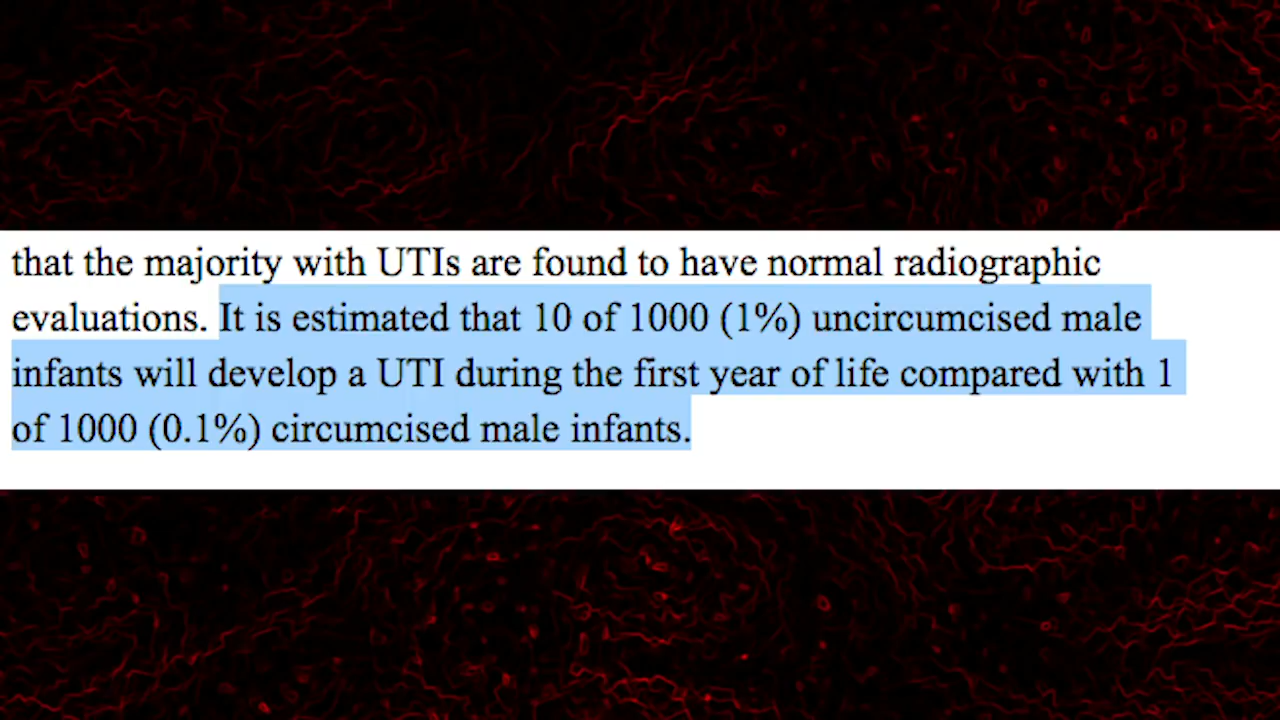 that the majority with UTIs are found to have normal radiographic
evaluations. It is estimated that 10 of 1000 (1%) uncircumcised male
infants will develop a UTI during the first year of life compared with 1
of 1000 (0.1%) circumcised male infants.